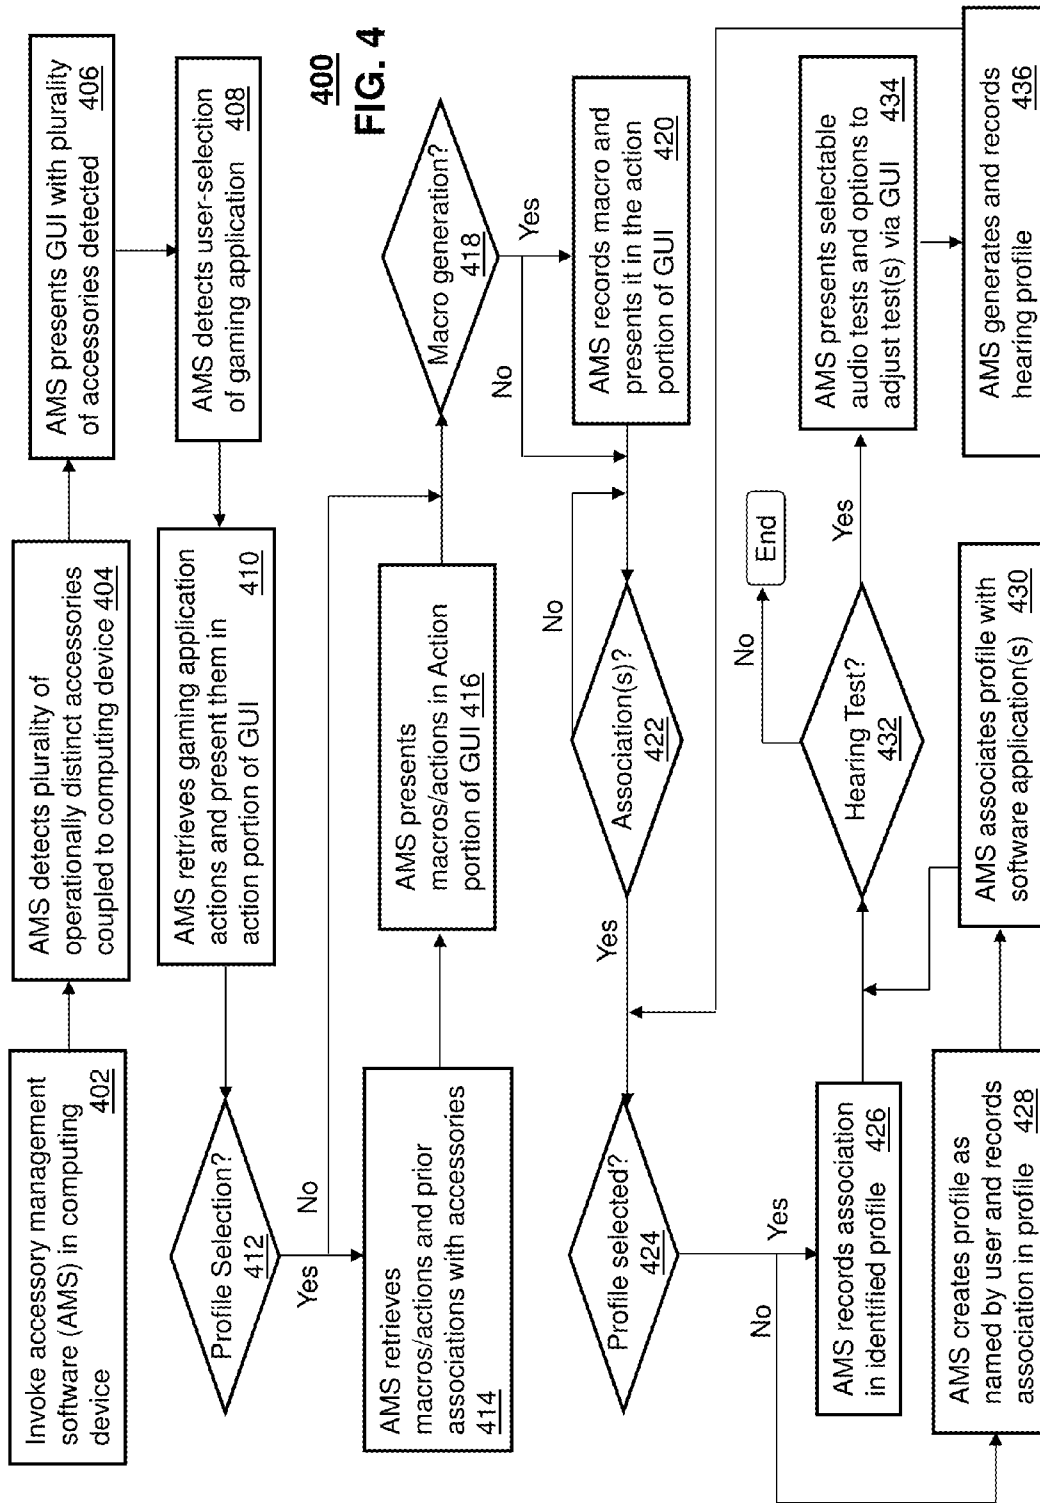 Invoke accessory management
software (AMS) in computing
device 402
AMS detects plurality of
operationally distinct accessories
coupled to computing device 404
AMS presents GUI with plurality
of accessories detected 406
AMS detects user-selection
of gaming application 408
AMS retrieves gaming application
actions and present them in
action portion of GUI 410
Profile Selection?
412
No
Yes
AMS retrieves
macros/actions and prior
associations with accessories
414
AMS presents
macros/actions in Action
portion of GUI 416
Macro generation?
418
Yes
No
400
FIG. 4
AMS records macro and
presents it in the action
portion of GUI 420
Association(s)?
422
No
Yes
Profile selected?
424
Yes
No
AMS records association
in identified profile 426
AMS creates profile as
named by user and records
association in profile 428
AMS associates profile with
software application(s) 430
Hearing Test?
432
No
End
Yes
AMS presents selectable
audio tests and options to
adjust test(s) via GUI 434
AMS generates and records
hearing profile 436